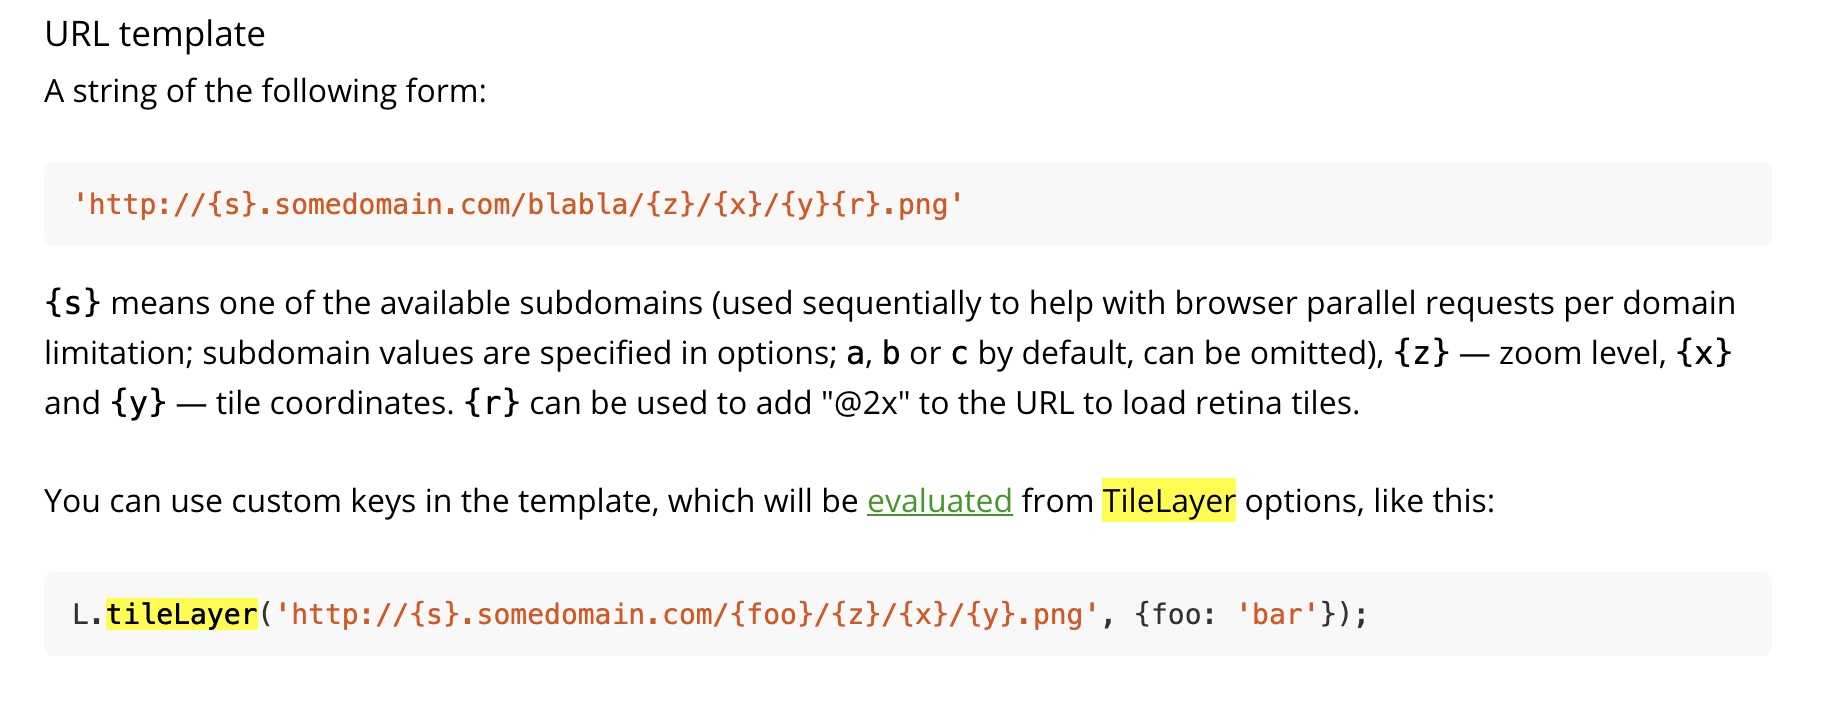 URL template
A string of the following form:
'http://{s}.somedomain.com/blabla/{z}/{x}/{y}{r}.png'
{s} means one of the available subdomains (used sequentially to help with browser parallel requests per domain
limitation; subdomain values are specified in options; a, b or c by default, can be omitted), {z} — zoom level, {x}
and {y} — tile coordinates. {r} can be used to add "@2x" to the URL to load retina tiles.
You can use custom keys in the template, which will be evaluated from TileLayer options, like this:
L.tileLayer('http://{s}.somedomain.com/{foo}/{z}/{x}/{y}.png', {foo: 'bar'});